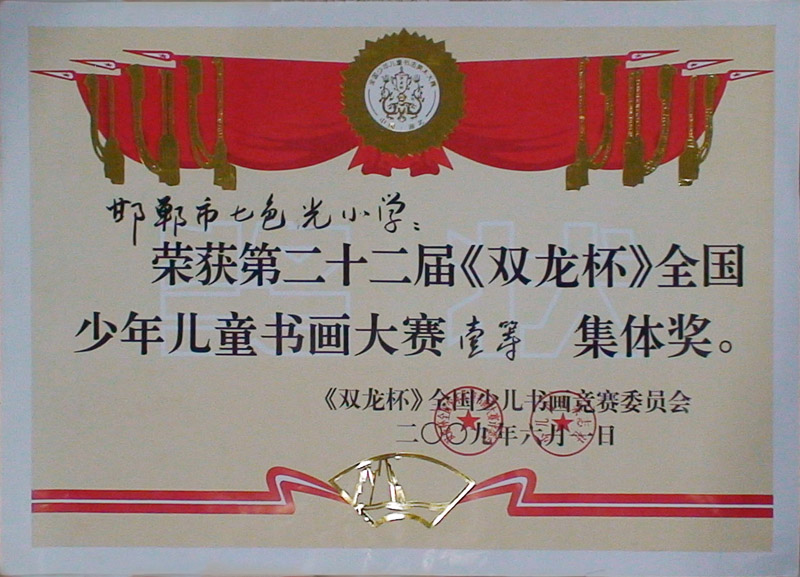 邯郸市七色光小学:
荣获第二十二届《双龙杯》全国
少年儿童书画大赛壹等 集体奖。
《双龙杯》全国少儿书画竞赛委员会
二〇〇九年六月一日